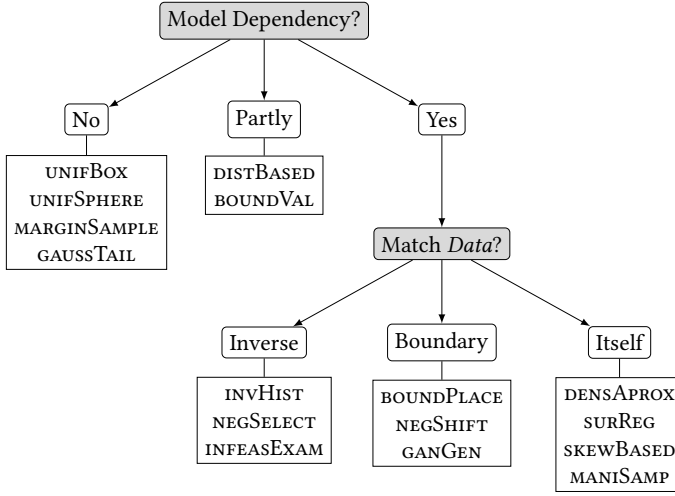 Model Dependency?
No
Partly
Yes
UNIFBOX
UNIFSPHERE
MARGINSAMPLE
GAUSSTAIL
DISTBASED
BOUNDVAL
Match Data?
Inverse
Boundary
Itself
INVHIST
NEGSELECT
INFEASEXAM
BOUNDPLACE
NEGSHIFT
GANGEN
DENSAPROX
SURREG
SKEWBASED
MANISAMP